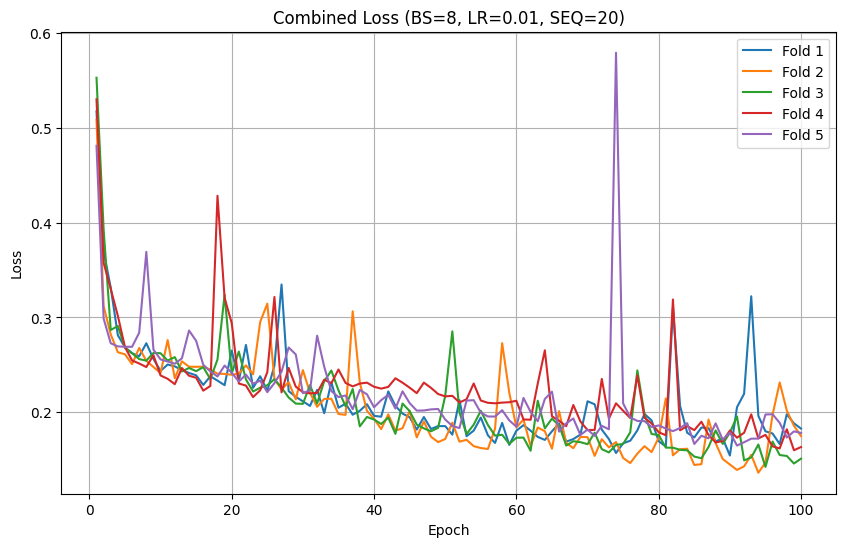 Combined Loss (BS=8, LR=0.01, SEQ=20)
Fold 1
Fold 2
Fold 3
Fold 4
Fold 5
Loss
0.6
0.5
0.4
0.3
0.2
0 20 40 60 80 100
Epoch